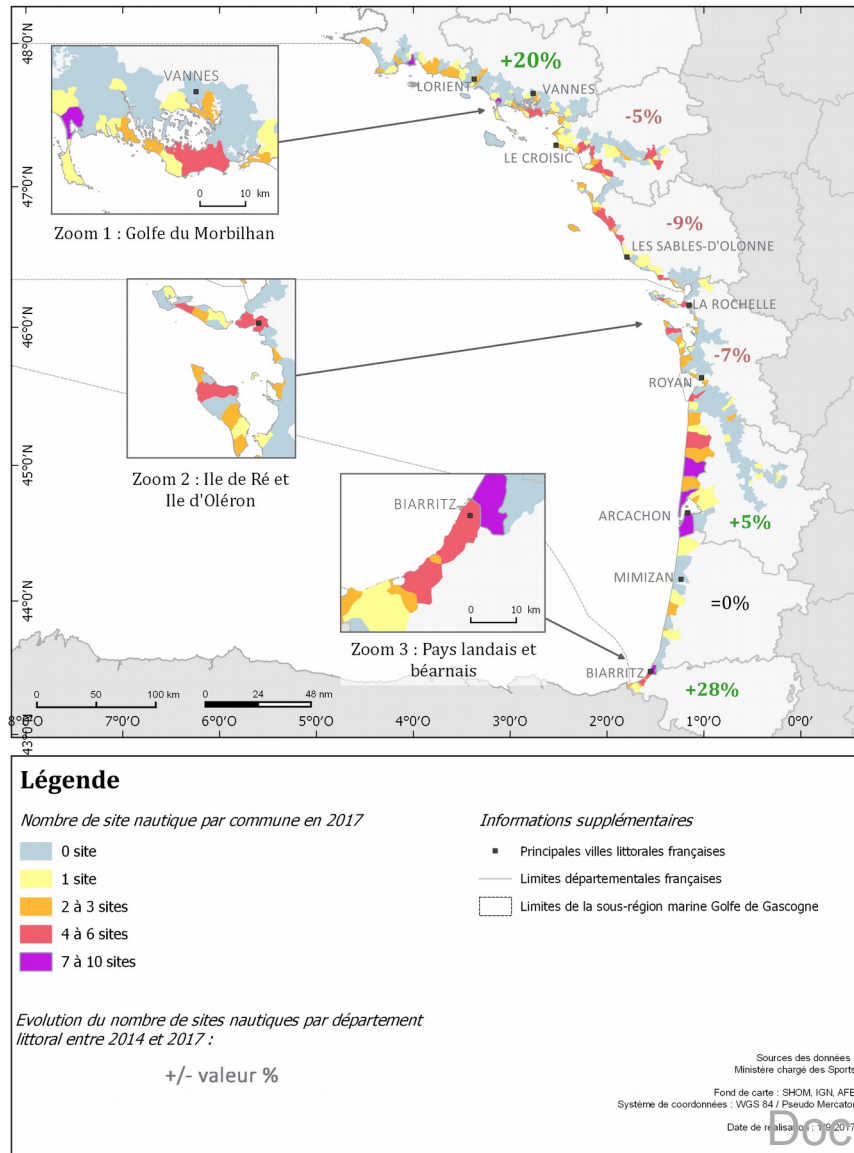 48°0'N
47°0'N
46°0'N
45°0'N
44°0'N
43°0'N
VANNES
0 10 km
Zoom 1 : Golfe du Morbilhan
+20%
LORIENT
VANNES
-5%
LE CROISIC
-9%
LES SABLES-D'OLONNE
LA ROCHELLE
-7%
ROYAN
Zoom 2 : Ile de Ré et
Ile d'Oléron
BIARRITZ
0 10 km
Zoom 3 : Pays landais et
béarnais
ARCACHON
+5%
MIMIZAN
=0%
BIARRITZ
+28%
0 50 100 km
0 24 48 nm
8°0'O 7°0'O 6°0'O 5°0'O 4°0'O 3°0'O 2°0'O 1°0'O 0°0'
Légende
Nombre de site nautique par commune en 2017
0 site
1 site
2 à 3 sites
4 à 6 sites
7 à 10 sites
Informations supplémentaires
Principales villes littorales françaises
Limites départementales françaises
Limites de la sous-région marine Golfe de Gascogne
Evolution du nombre de sites nautiques par département
littoral entre 2014 et 2017 :
+/- valeur %
Sources des données
Ministère chargé des Sports
Fond de carte : SHOM, IGN, AFB
Système de coordonnées : WGS 84 / Pseudo Mercator
Date de réalisation :
Doc